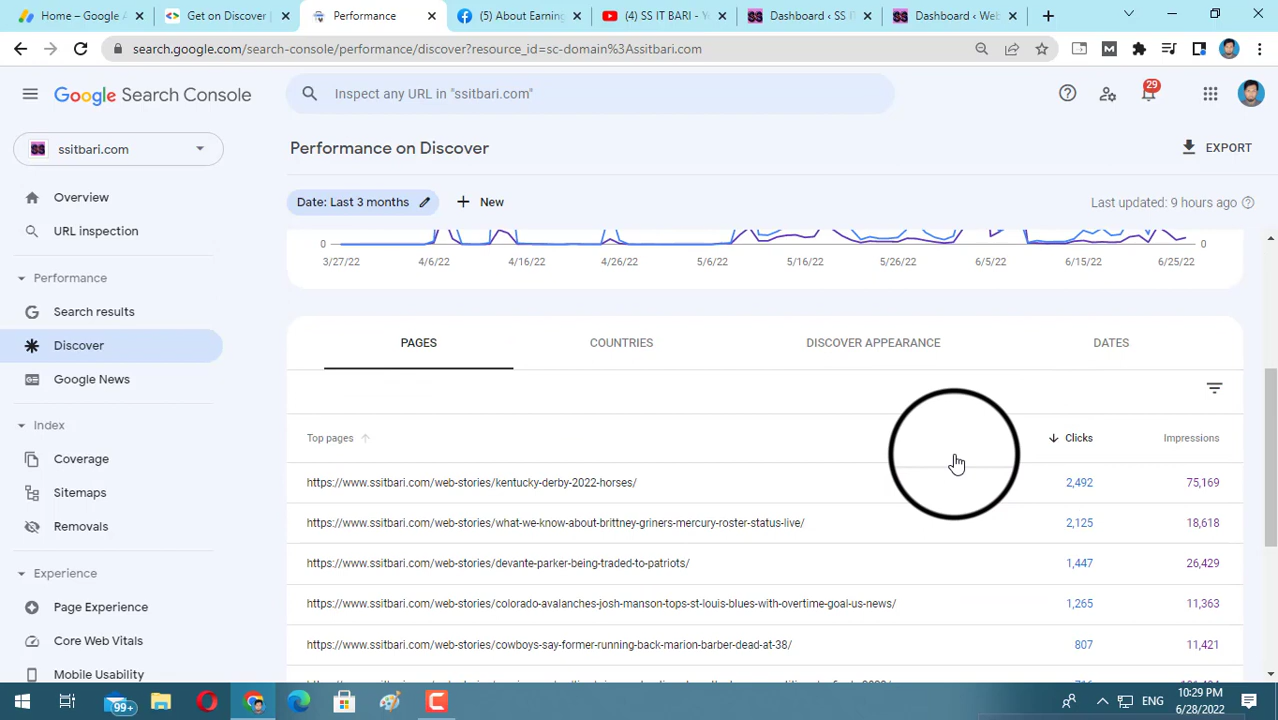 Home – Google A
Get on Discover
Performance
(5) About Earning
(4) SS IT BARI - Y
Dashboard ‹ SS IT
Dashboard ‹ Web
search.google.com/search-console/performance/discover?resource_id=sc-domain%3Assitbari.com
Google Search Console
Inspect any URL in "ssitbari.com"
29
ssitbari.com
Performance on Discover
EXPORT
Overview
Date: Last 3 months
New
Last updated: 9 hours ago
URL inspection
0
0
3/27/22 4/6/22 4/16/22 4/26/22 5/6/22 5/16/22 5/26/22 6/5/22 6/15/22 6/25/22
Performance
Search results
Discover
Google News
PAGES COUNTRIES DISCOVER APPEARANCE DATES
Index
Coverage
Sitemaps
Removals
Top pages Clicks Impressions
https://www.ssitbari.com/web-stories/kentucky-derby-2022-horses/ 2,492 75,169
https://www.ssitbari.com/web-stories/what-we-know-about-brittney-griners-mercury-roster-status-live/ 2,125 18,618
https://www.ssitbari.com/web-stories/devante-parker-being-traded-to-patriots/ 1,447 26,429
https://www.ssitbari.com/web-stories/colorado-avalanches-josh-manson-tops-st-louis-blues-with-overtime-goal-us-news/ 1,265 11,363
https://www.ssitbari.com/web-stories/cowboys-say-former-running-back-marion-barber-dead-at-38/ 807 11,421
Experience
Page Experience
Core Web Vitals
Mobile Usability
99+
ENG
10:29 PM
6/28/2022